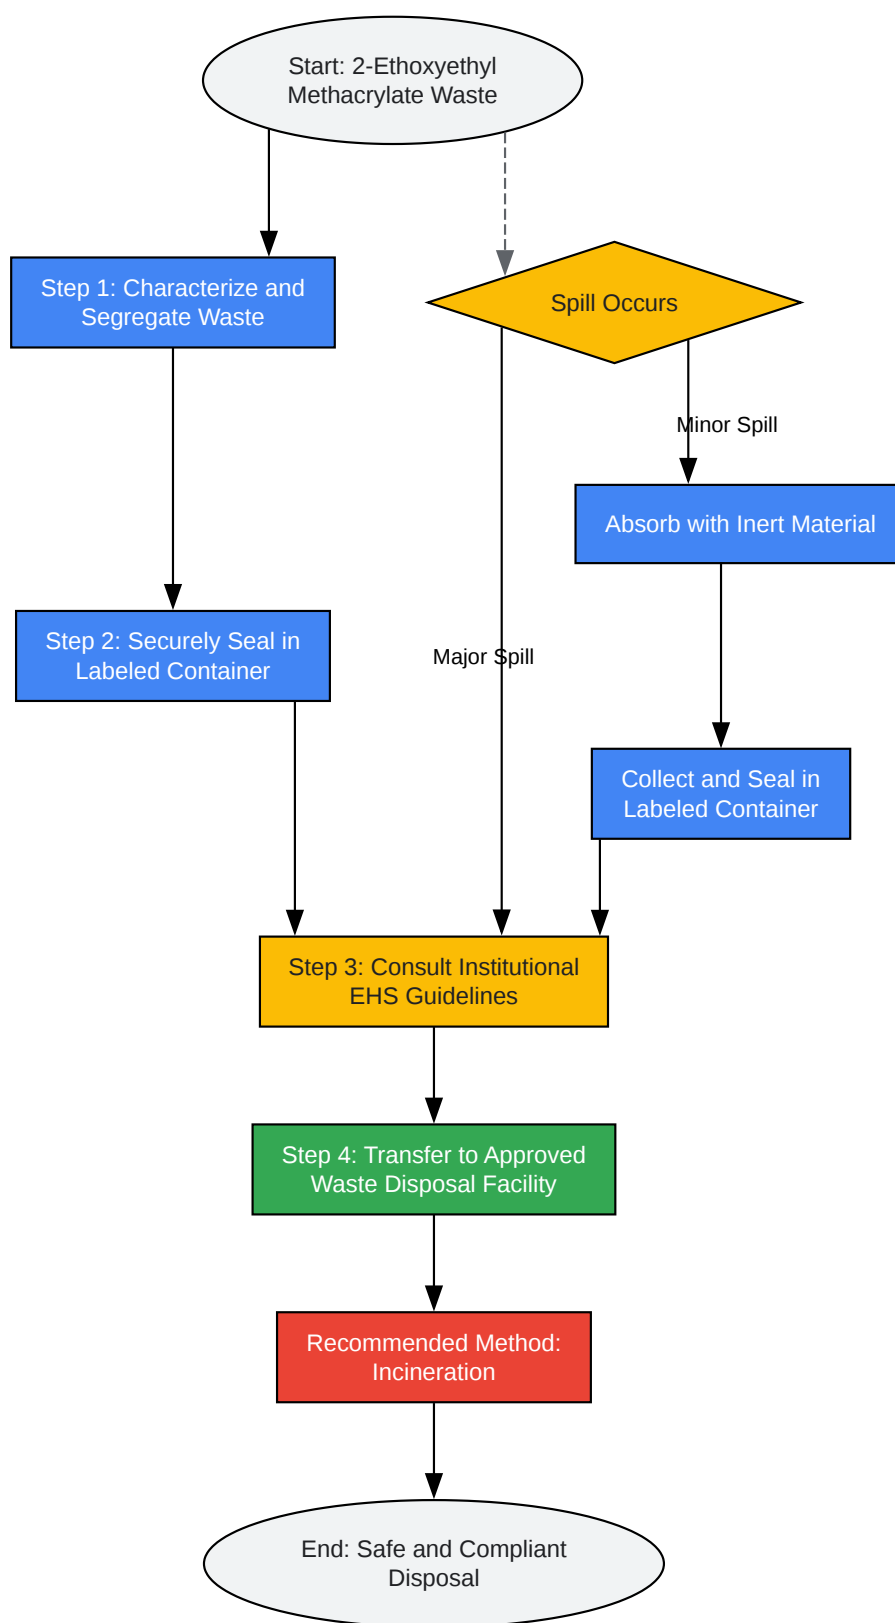 Start: 2-Ethoxyethyl
Methacrylate Waste
Step 1: Characterize and
Segregate Waste
Spill Occurs
Minor Spill
Absorb with Inert Material
Step 2: Securely Seal in
Labeled Container
Major Spill
Collect and Seal in
Labeled Container
Step 3: Consult Institutional
EHS Guidelines
Step 4: Transfer to Approved
Waste Disposal Facility
Recommended Method:
Incineration
End: Safe and Compliant
Disposal